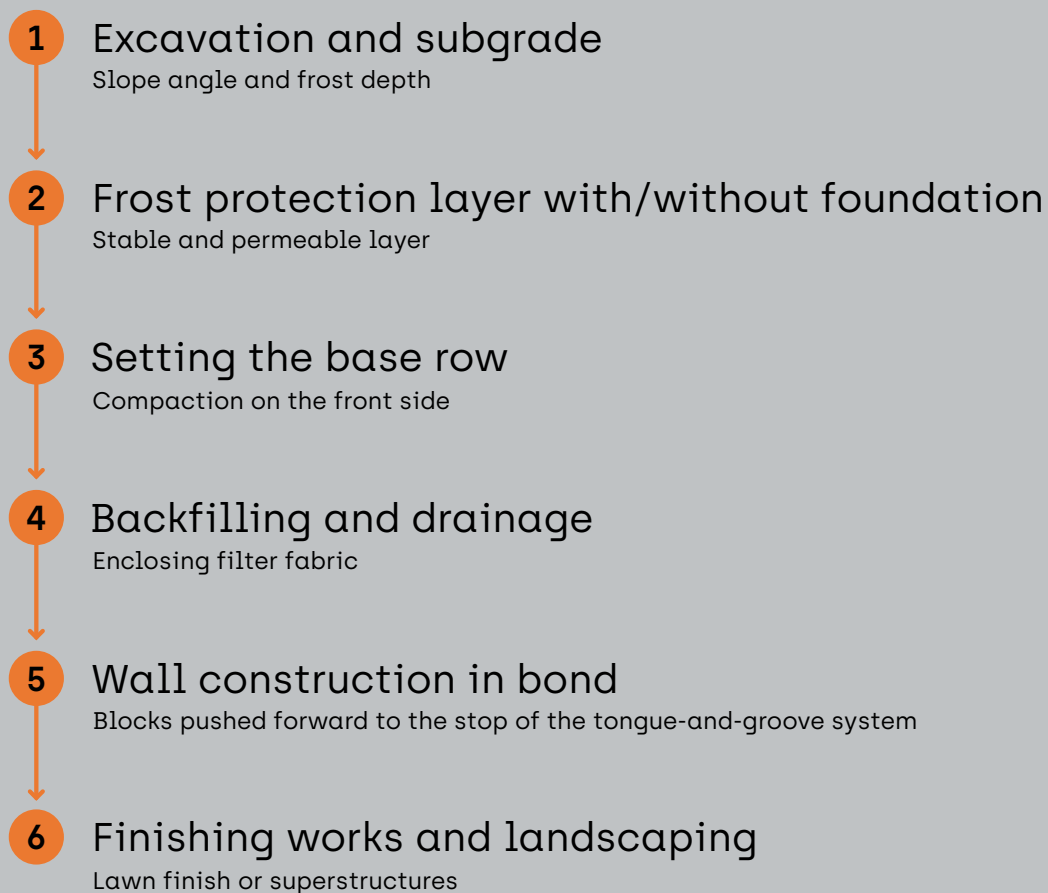 1
Excavation and subgrade
Slope angle and frost depth
2
Frost protection layer with/without foundation
Stable and permeable layer
3
Setting the base row
Compaction on the front side
4
Backfilling and drainage
Enclosing filter fabric
5
Wall construction in bond
Blocks pushed forward to the stop of the tongue-and-groove system
6
Finishing works and landscaping
Lawn finish or superstructures